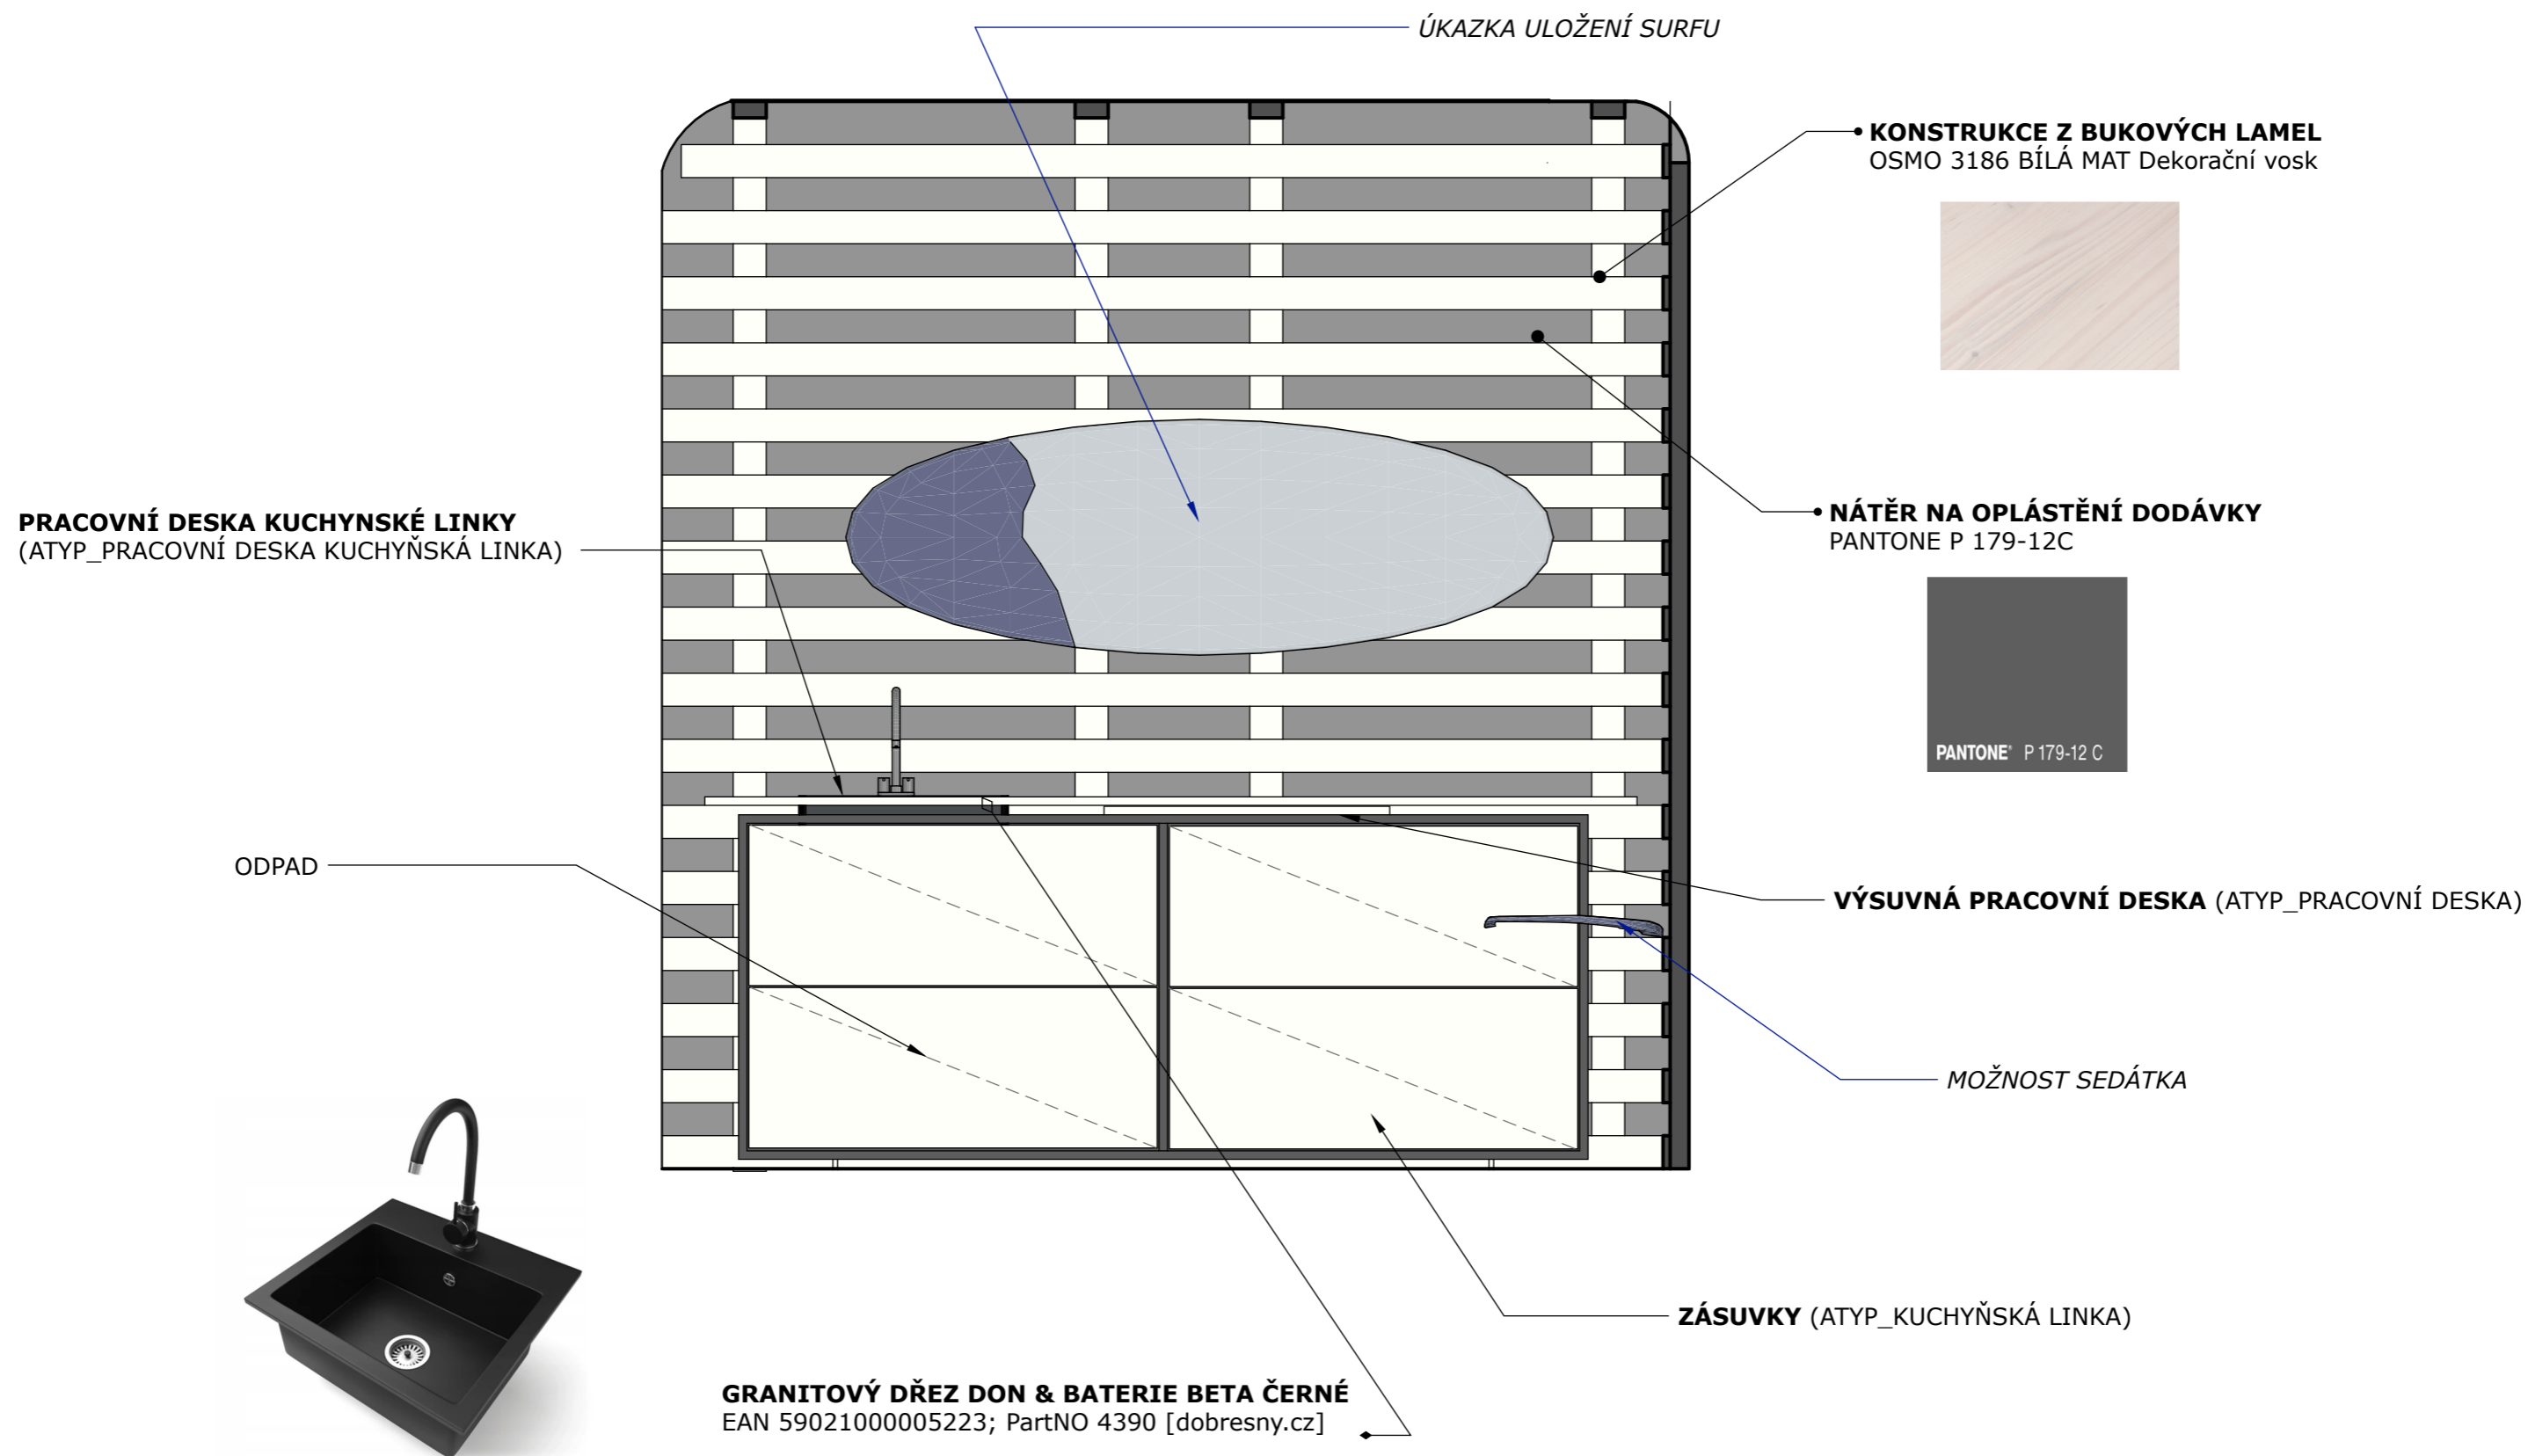 ÚKAZKA ULOŽENÍ SURFU
KONSTRUKCE Z BUKOVÝCH LAMEL
OSMO 3186 BÍLÁ MAT Dekorační vosk
PRACOVNÍ DESKA KUCHYNSKÉ LINKY
(ATYP_PRACOVNÍ DESKA KUCHYŇSKÁ LINKA)
NÁTĚR NA OPLÁSTĚNÍ DODÁVKY
PANTONE P 179-12C
PANTONE® P 179-12 C
ODPAD
VÝSUVNÁ PRACOVNÍ DESKA (ATYP_PRACOVNÍ DESKA)
MOŽNOST SEDÁTKA
ZÁSUVKY (ATYP_KUCHYŇSKÁ LINKA)
GRANITOVÝ DŘEZ DON & BATERIE BETA ČERNÉ
EAN 59021000005223; PartNO 4390 [dobresny.cz]